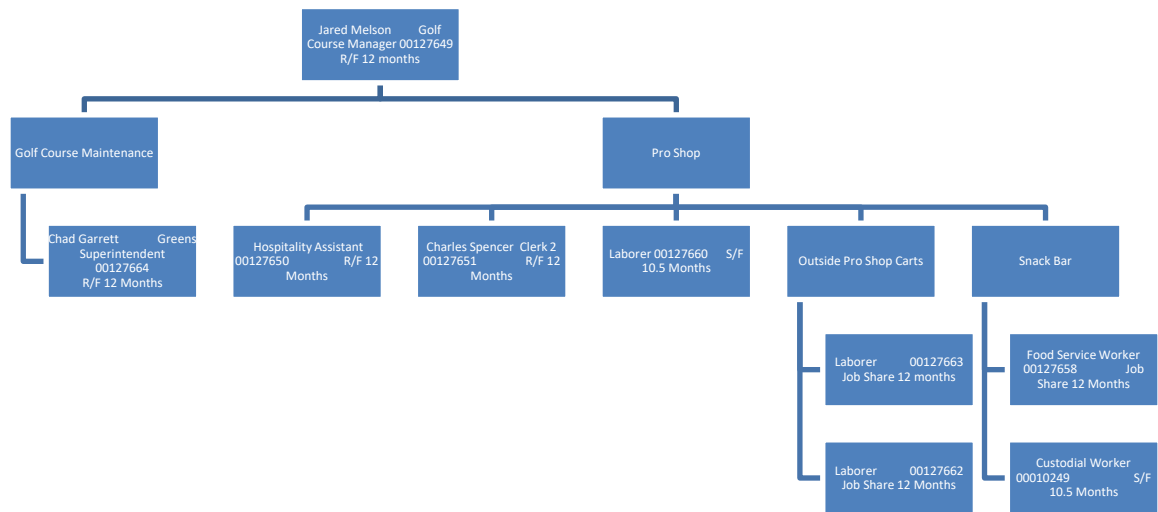 Jared Melson Golf
Course Manager 00127649
R/F 12 months
Golf Course Maintenance
Pro Shop
Chad Garrett Greens
Superintendent
00127664
R/F 12 Months
Hospitality Assistant
00127650 R/F 12
Months
Charles Spencer Clerk 2
00127651 R/F 12
Months
Laborer 00127660 S/F
10.5 Months
Outside Pro Shop Carts
Snack Bar
Laborer 00127663
Job Share 12 months
Food Service Worker
00127658 Job
Share 12 Months
Laborer 00127662
Job Share 12 Months
Custodial Worker
00010249 S/F
10.5 Months